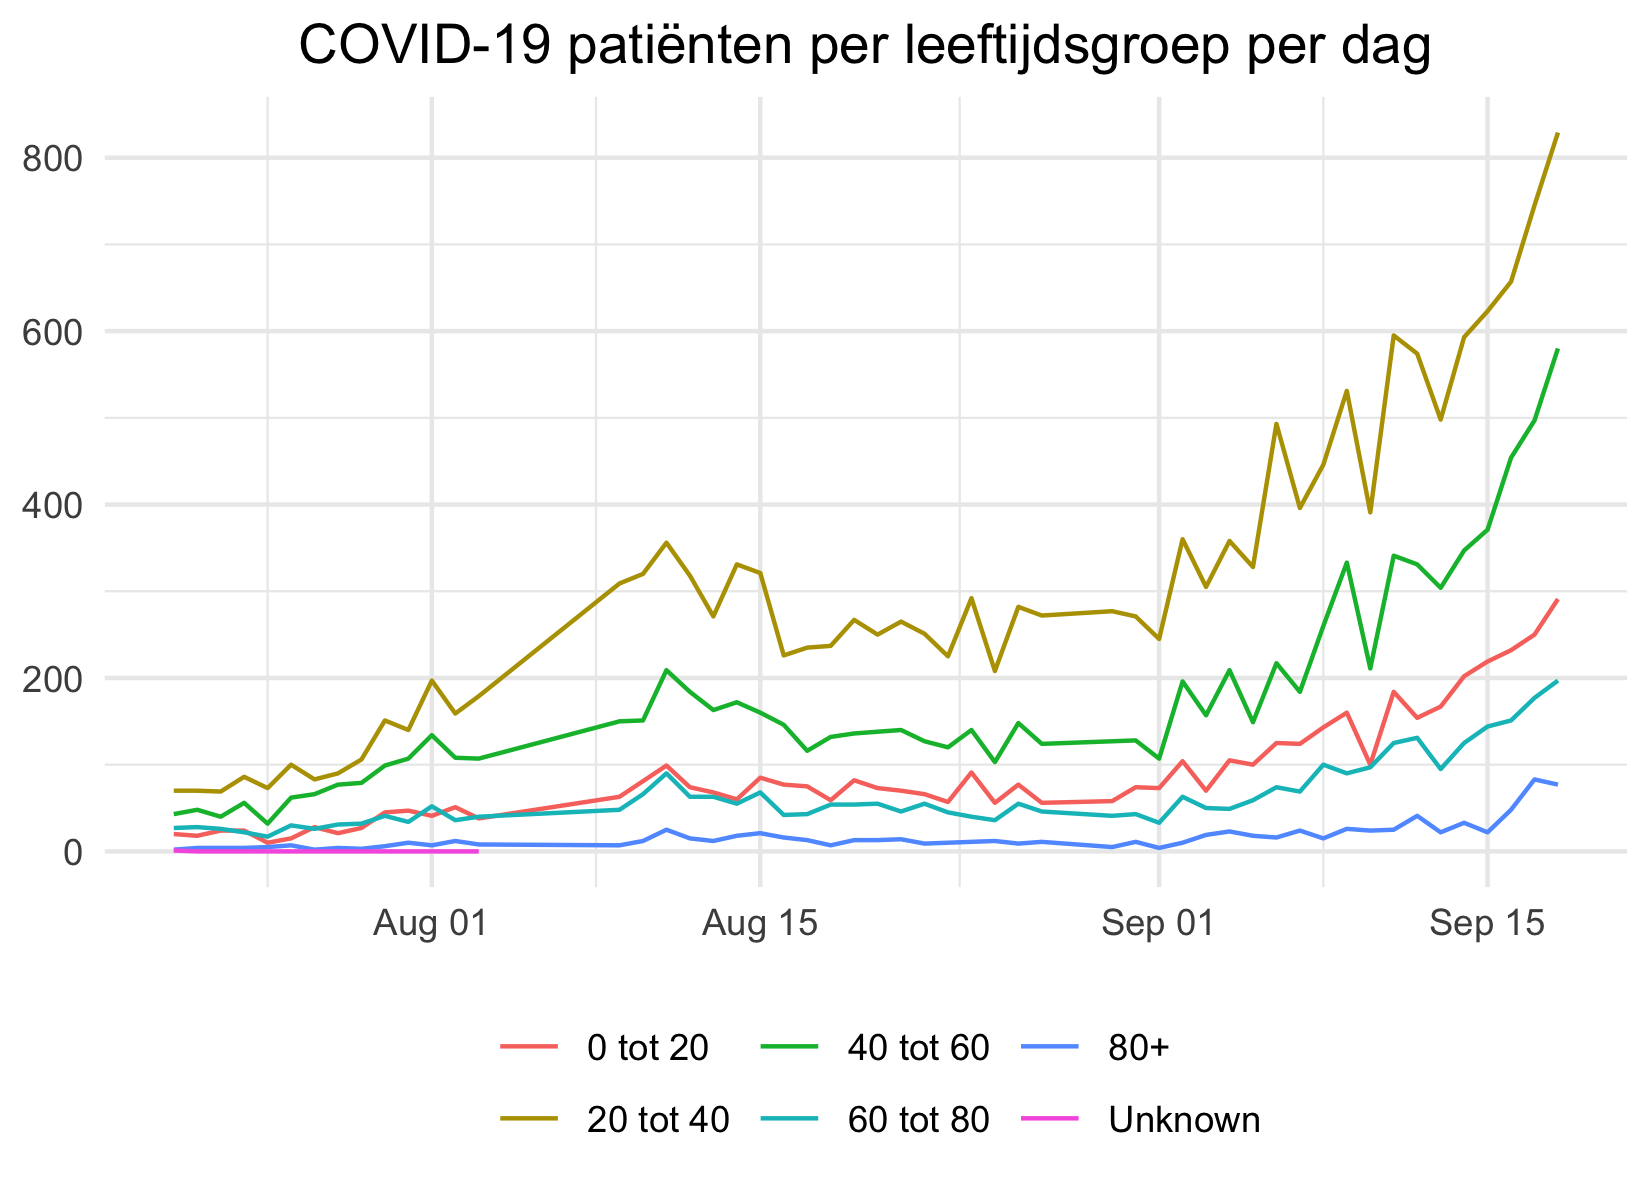 COVID-19 patiënten per leeftijdsgroep per dag
800
600
400
200
0
Aug 01
Aug 15
Sep 01
Sep 15
0 tot 20
40 tot 60
80+
20 tot 40
60 tot 80
Unknown